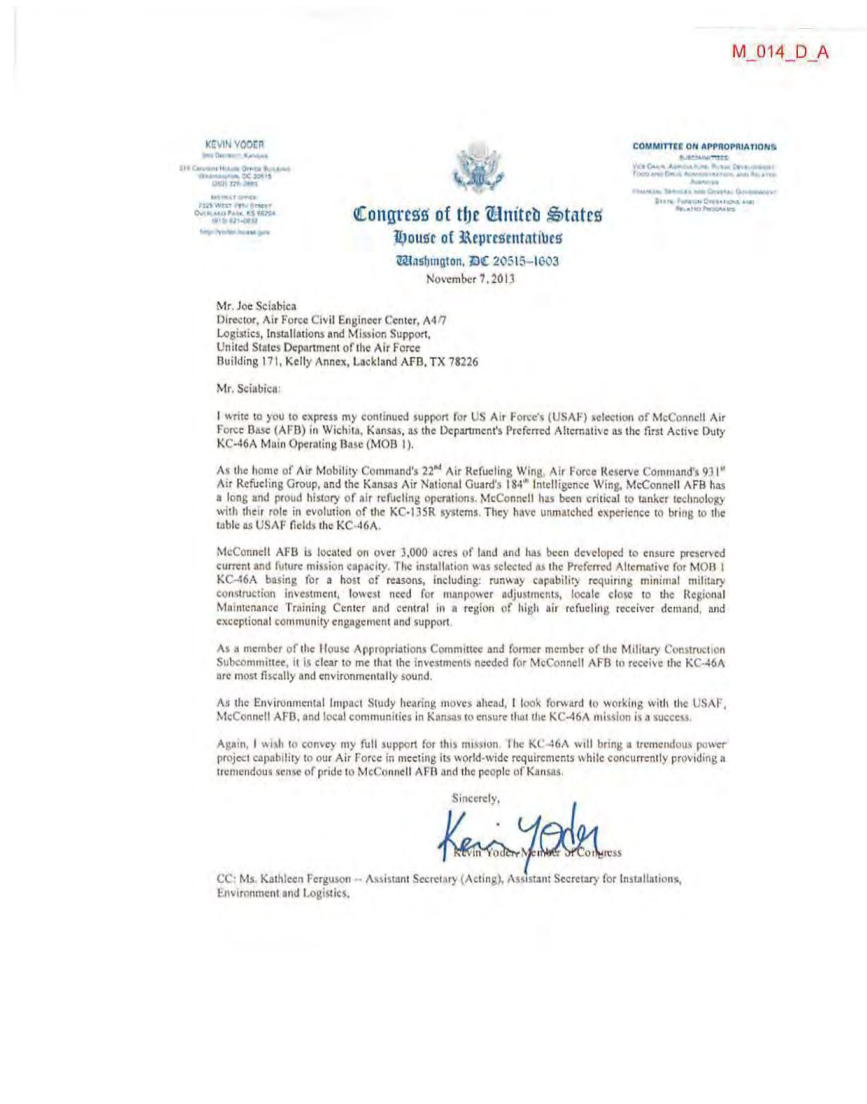 M_014_D_A
KEVIN YODER
COMMITTEE ON APPROPRIATIONS
SUBCOMMITTEES
DISTRICT OFFICE
Congress of the United States
House of Representatives
Washington, DC 20515–1603
November 7, 2013
Mr. Joe Sciabica
Director, Air Force Civil Engineer Center, A4/7
Logistics, Installations and Mission Support,
United States Department of the Air Force
Building 171, Kelly Annex, Lackland AFB, TX 78226
Mr. Sciabica:
I write to you to express my continued support for US Air Force's (USAF) selection of McConnell Air
Force Base (AFB) in Wichita, Kansas, as the Department's Preferred Alternative as the first Active Duty
KC-46A Main Operating Base (MOB 1).
As the home of Air Mobility Command's 22nd Air Refueling Wing, Air Force Reserve Command's 931st
Air Refueling Group, and the Kansas Air National Guard's 184th Intelligence Wing, McConnell AFB has
a long and proud history of air refueling operations. McConnell has been critical to tanker technology
with their role in evolution of the KC-135R systems. They have unmatched experience to bring to the
table as USAF fields the KC-46A.
McConnell AFB is located on over 3,000 acres of land and has been developed to ensure preserved
current and future mission capacity. The installation was selected as the Preferred Alternative for MOB 1
KC-46A basing for a host of reasons, including: runway capability requiring minimal military
construction investment, lowest need for manpower adjustments, locale close to the Regional
Maintenance Training Center and central in a region of high air refueling receiver demand, and
exceptional community engagement and support.
As a member of the House Appropriations Committee and former member of the Military Construction
Subcommittee, it is clear to me that the investments needed for McConnell AFB to receive the KC-46A
are most fiscally and environmentally sound.
As the Environmental Impact Study hearing moves ahead, I look forward to working with the USAF,
McConnell AFB, and local communities in Kansas to ensure that the KC-46A mission is a success.
Again, I wish to convey my full support for this mission. The KC-46A will bring a tremendous power
project capability to our Air Force in meeting its world-wide requirements while concurrently providing a
tremendous sense of pride to McConnell AFB and the people of Kansas.
Sincerely,
Kevin Yoder
Kevin Yoder, Member of Congress
CC: Ms. Kathleen Ferguson -- Assistant Secretary (Acting), Assistant Secretary for Installations,
Environment and Logistics.